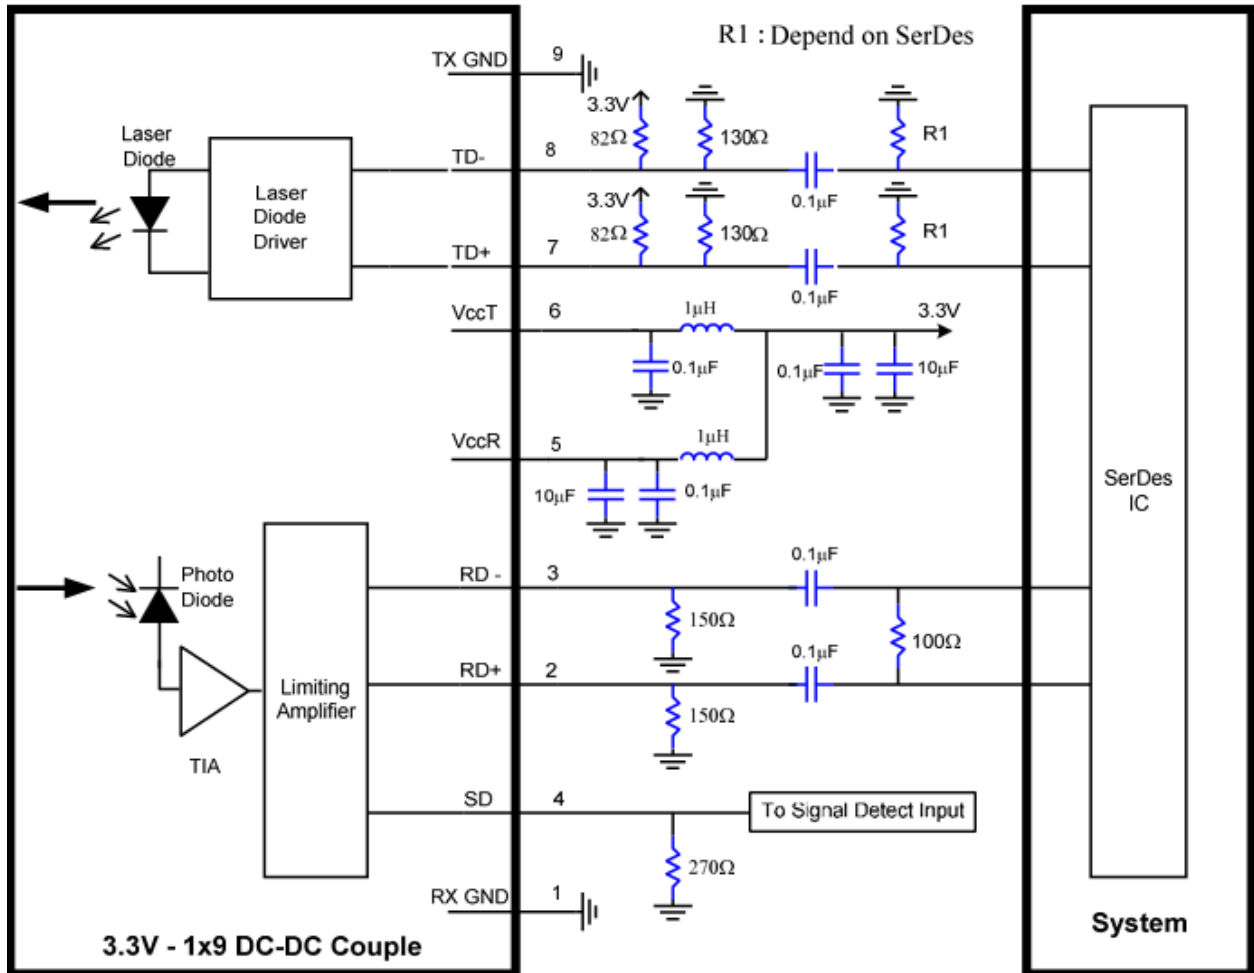 R1 : Depend on SerDes
TX GND
9
3.3V
82Ω
130Ω
R1
Laser
Diode
TD-
8
0.1µF
Laser
Diode
Driver
3.3V
82Ω
130Ω
R1
TD+
7
0.1µF
VccT
6
1µH
3.3V
0.1µF
0.1µF
10µF
VccR
5
1µH
10µF
0.1µF
SerDes
IC
0.1µF
Photo
Diode
RD -
3
150Ω
100Ω
0.1µF
RD+
2
Limiting
Amplifier
150Ω
TIA
SD
4
To Signal Detect Input
270Ω
RX GND
1
3.3V - 1x9 DC-DC Couple
System